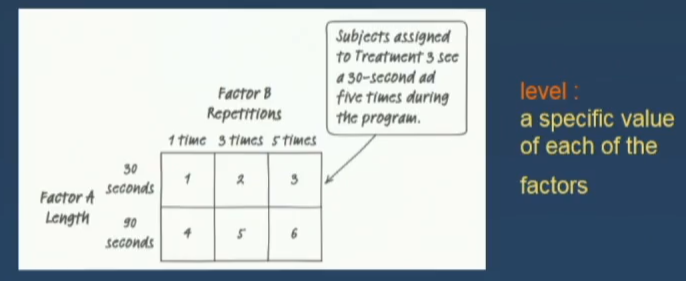 Subjects assigned
to Treatment 3 see
a 30-second ad
five times during
the program.
Factor B
Repetitions
1 time 3 times 5 times
Factor A
Length
30
seconds
1 2 3
90
seconds
4 5 6
level :
a specific value
of each of the
factors